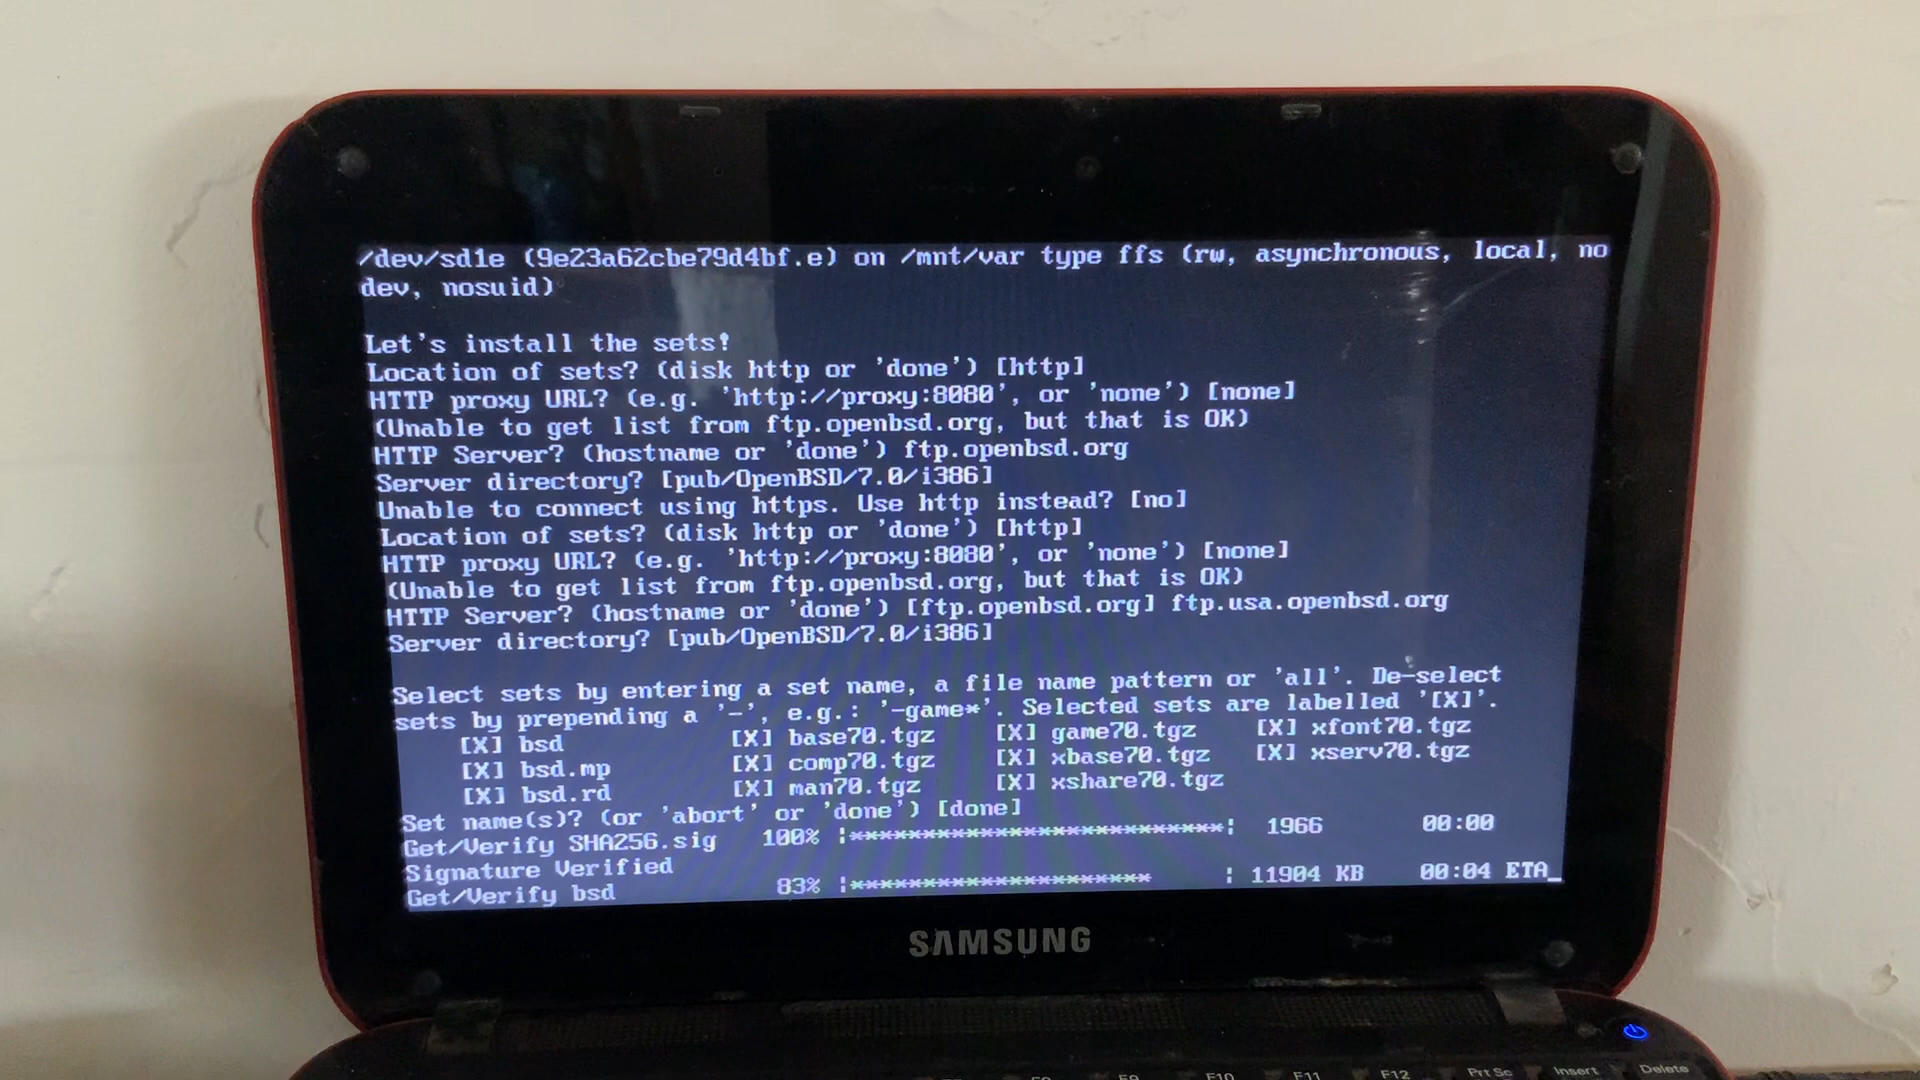 /dev/sd1e (9e23a62cbe79d4bf.e) on /mnt/var type ffs (rw, asynchronous, local, no
dev, nosuid)
Let's install the sets!
Location of sets? (disk http or 'done') [http]
HTTP proxy URL? (e.g. 'http://proxy:8080', or 'none') [none]
(Unable to get list from ftp.openbsd.org, but that is OK)
HTTP Server? (hostname or 'done') ftp.openbsd.org
Server directory? [pub/OpenBSD/7.0/i386]
Unable to connect using https. Use http instead? [no]
Location of sets? (disk http or 'done') [http]
HTTP proxy URL? (e.g. 'http://proxy:8080', or 'none') [none]
(Unable to get list from ftp.openbsd.org, but that is OK)
HTTP Server? (hostname or 'done') [ftp.openbsd.org] ftp.usa.openbsd.org
Server directory? [pub/OpenBSD/7.0/i386]
Select sets by entering a set name, a file name pattern or 'all'. De-select
sets by prepending a '-', e.g.: '-game*'. Selected sets are labelled '[X]'.
[X] bsd [X] base70.tgz [X] game70.tgz [X] xfont70.tgz
[X] bsd.mp [X] comp70.tgz [X] xbase70.tgz [X] xserv70.tgz
[X] bsd.rd [X] man70.tgz [X] xshare70.tgz
Set name(s)? (or 'abort' or 'done') [done]
Get/Verify SHA256.sig 100% |**************************| 1966 00:00
Signature Verified
Get/Verify bsd 83% |********************* | 11904 KB 00:04 ETA_
SAMSUNG
F9 F10 F11 F12 Prt Sc Insert Delete